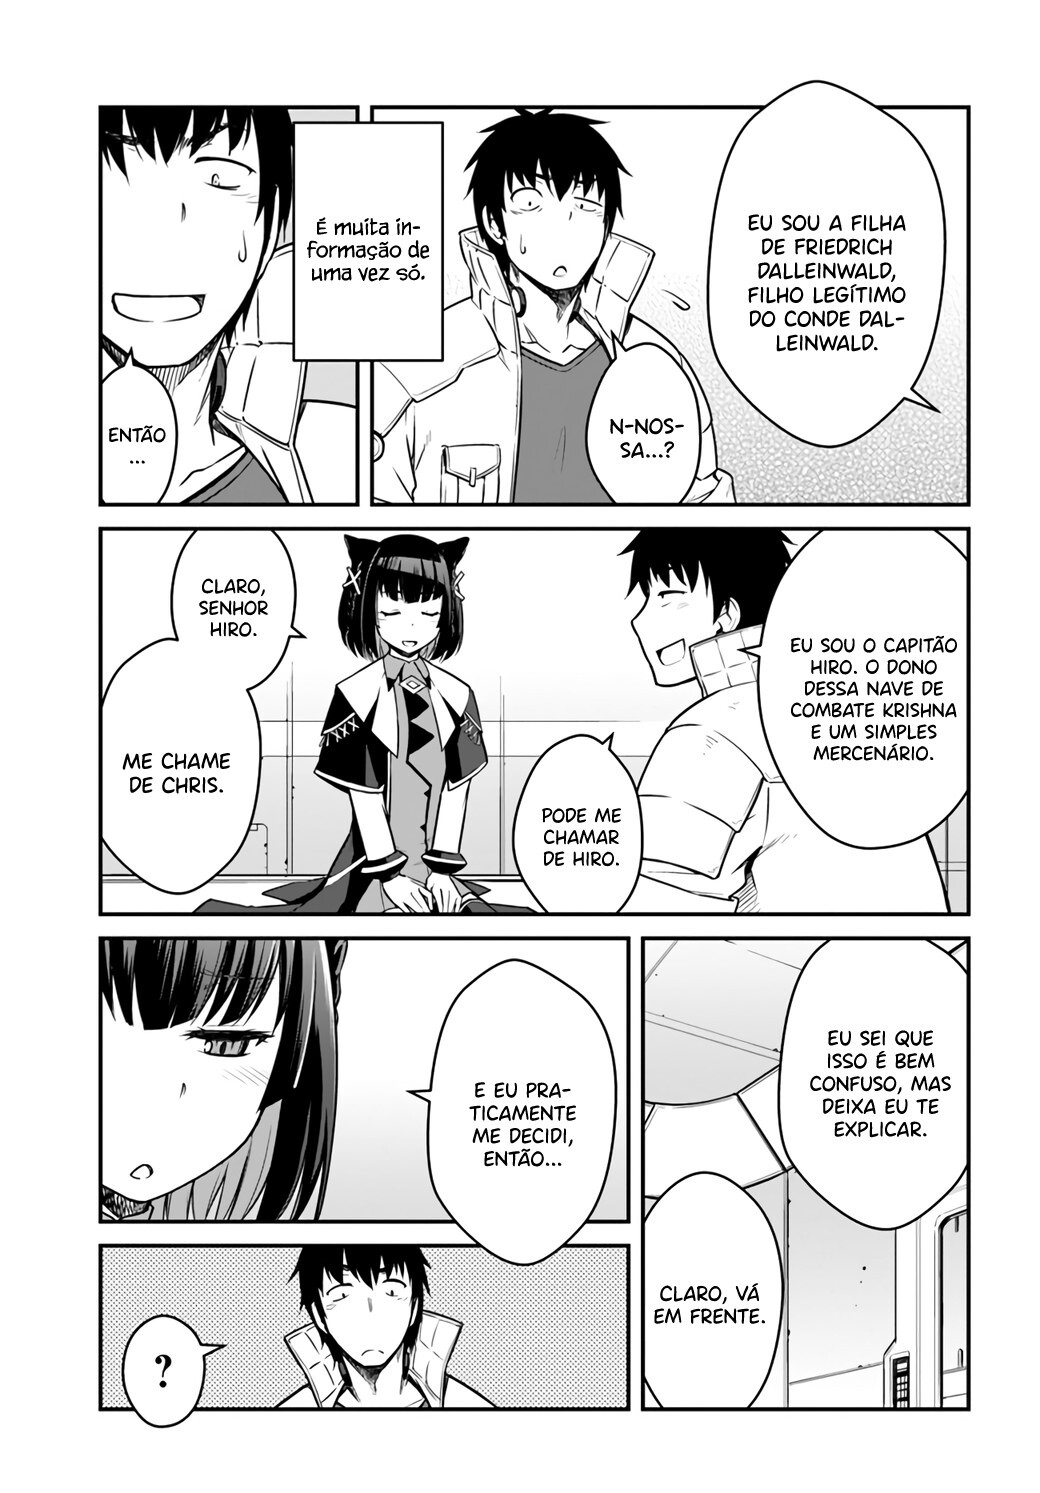 EU SOU A FILHA
DE FRIEDRICH
DALLEINWALD,
FILHO LEGÍTIMO
DO CONDE DAL-
LEINWALD.
N-NOS-
SA...?
É muita in-
formação de
uma vez só.
ENTÃO
...
EU SOU O CAPITÃO
HIRO. O DONO
DESSA NAVE DE
COMBATE KRISHNA
E UM SIMPLES
MERCENÁRIO.
PODE ME
CHAMAR
DE HIRO.
CLARO,
SENHOR
HIRO.
ME CHAME
DE CHRIS.
EU SEI QUE
ISSO É BEM
CONFUSO, MAS
DEIXA EU TE
EXPLICAR.
CLARO, VÁ
EM FRENTE.
E EU PRA-
TICAMENTE
ME DECIDI,
ENTÃO...
?